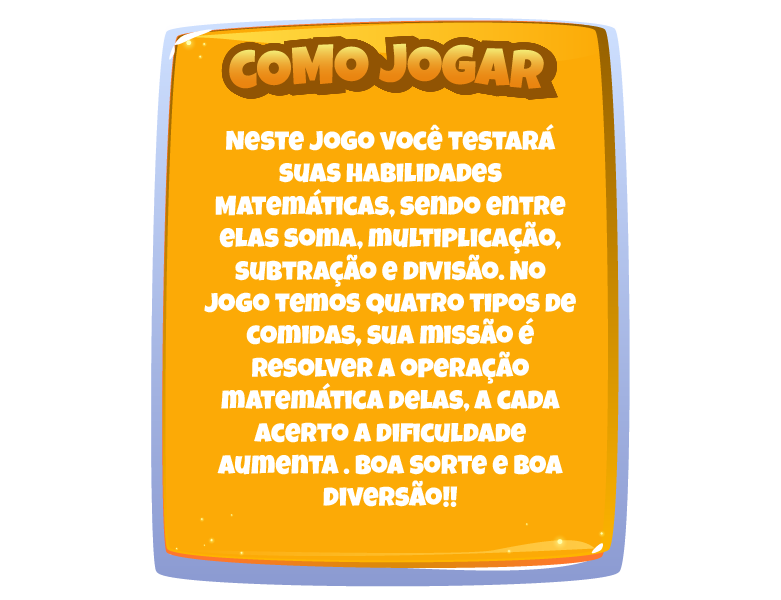 COMO JOGAR
Neste jogo você testará
suas habilidades
matemáticas, sendo entre
elas soma, multiplicação,
subtração e divisão. No
jogo temos quatro tipos de
comidas, sua missão é
resolver a operação
matemática delas, a cada
acerto a dificuldade
aumenta . Boa sorte e boa
diversão!!